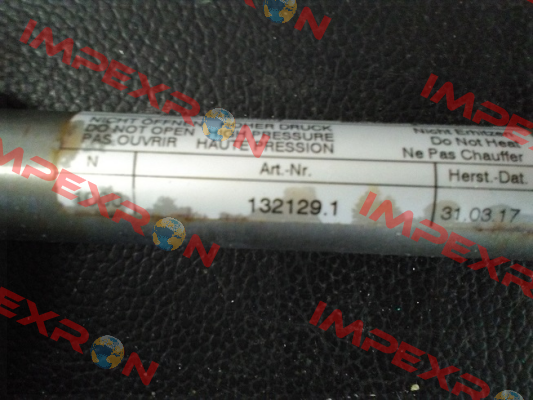 NICHT ÖFFNEN HOHER DRUCK
DO NOT OPEN HIGH PRESSURE
PAS OUVRIR HAUTE PRESSION
Nicht Erhitzen
Do Not Heat
Ne Pas Chauffer
N Art.-Nr. Herst.-Dat.
132129.1 31.03.17
IMPEXRON
IMPEXRON
IMPEXRON
IMPEXRON
IMPEXRON